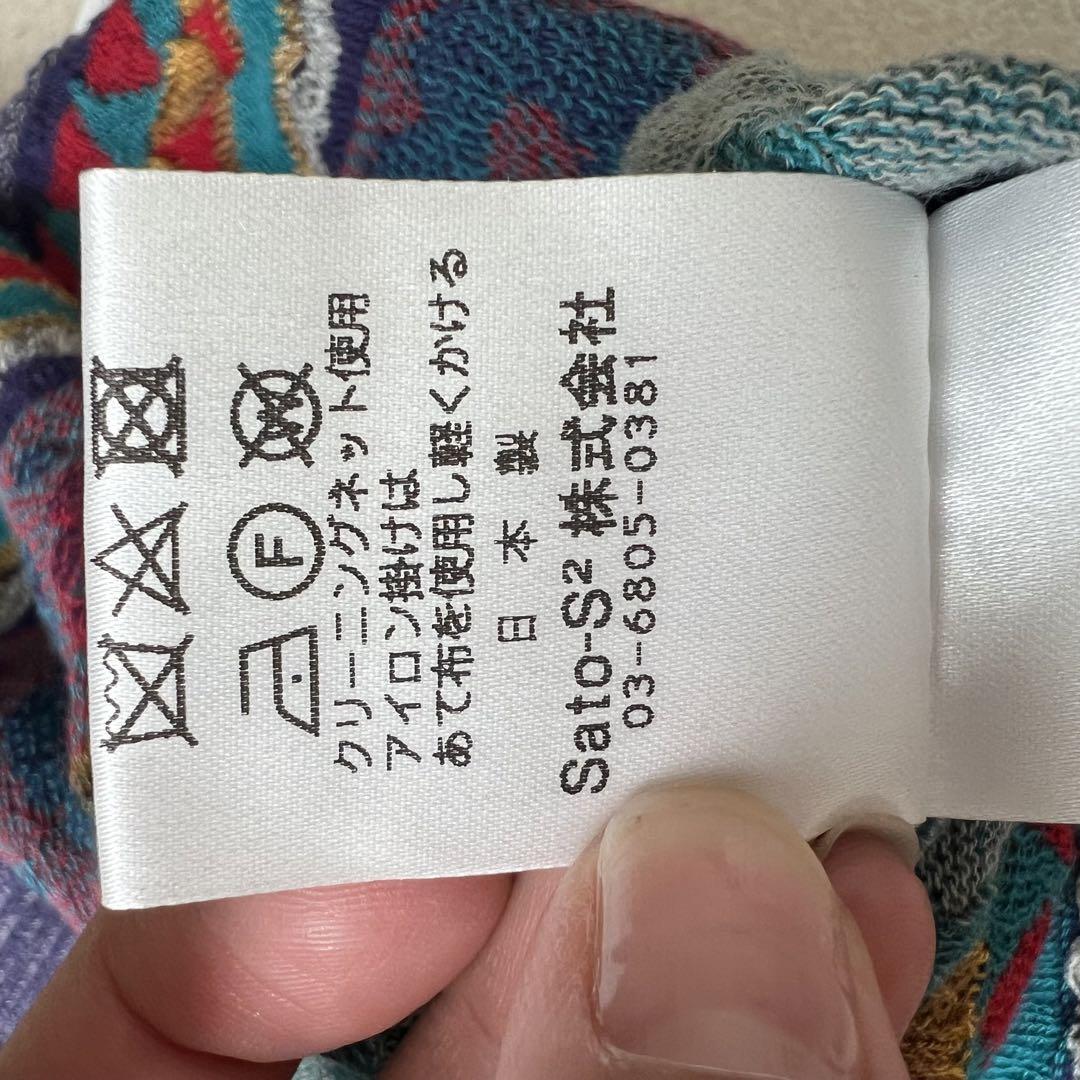 F W
クリーニングネット使用
アイロン掛けは
あて布を使用し軽くかける
日本製
Sato-S² 株式会社
03-6805-0381